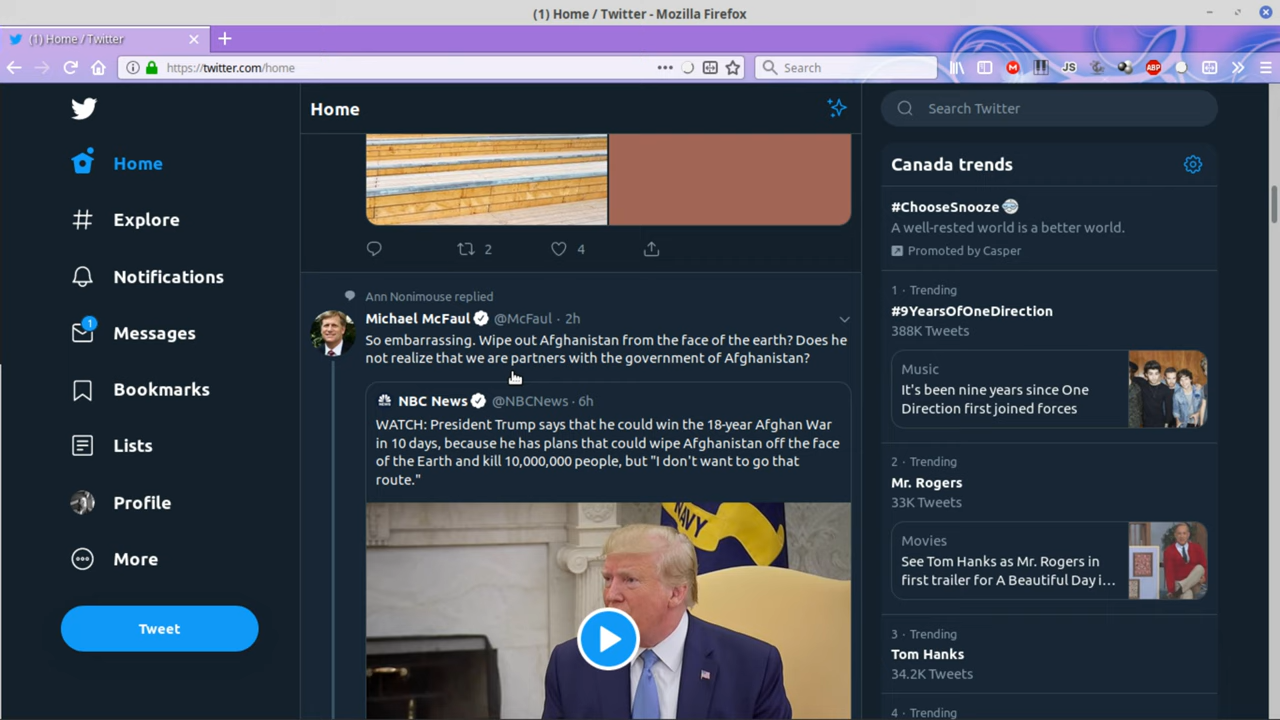 (1) Home / Twitter - Mozilla Firefox
(1) Home / Twitter
https://twitter.com/home
Search
M
JS
ABP
Home
Explore
Notifications
1
Messages
Bookmarks
Lists
Profile
More
Tweet
Home
2
4
Ann Nonimouse replied
Michael McFaul @McFaul · 2h
So embarrassing. Wipe out Afghanistan from the face of the earth? Does he
not realize that we are partners with the government of Afghanistan?
NBC News @NBCNews · 6h
WATCH: President Trump says that he could win the 18-year Afghan War
in 10 days, because he has plans that could wipe Afghanistan off the face
of the Earth and kill 10,000,000 people, but "I don't want to go that
route."
NAVY
Search Twitter
Canada trends
#ChooseSnooze
A well-rested world is a better world.
Promoted by Casper
1 · Trending
#9YearsOfOneDirection
388K Tweets
Music
It's been nine years since One
Direction first joined forces
2 · Trending
Mr. Rogers
33K Tweets
Movies
See Tom Hanks as Mr. Rogers in
first trailer for A Beautiful Day i...
3 · Trending
Tom Hanks
34.2K Tweets
4 · Trending